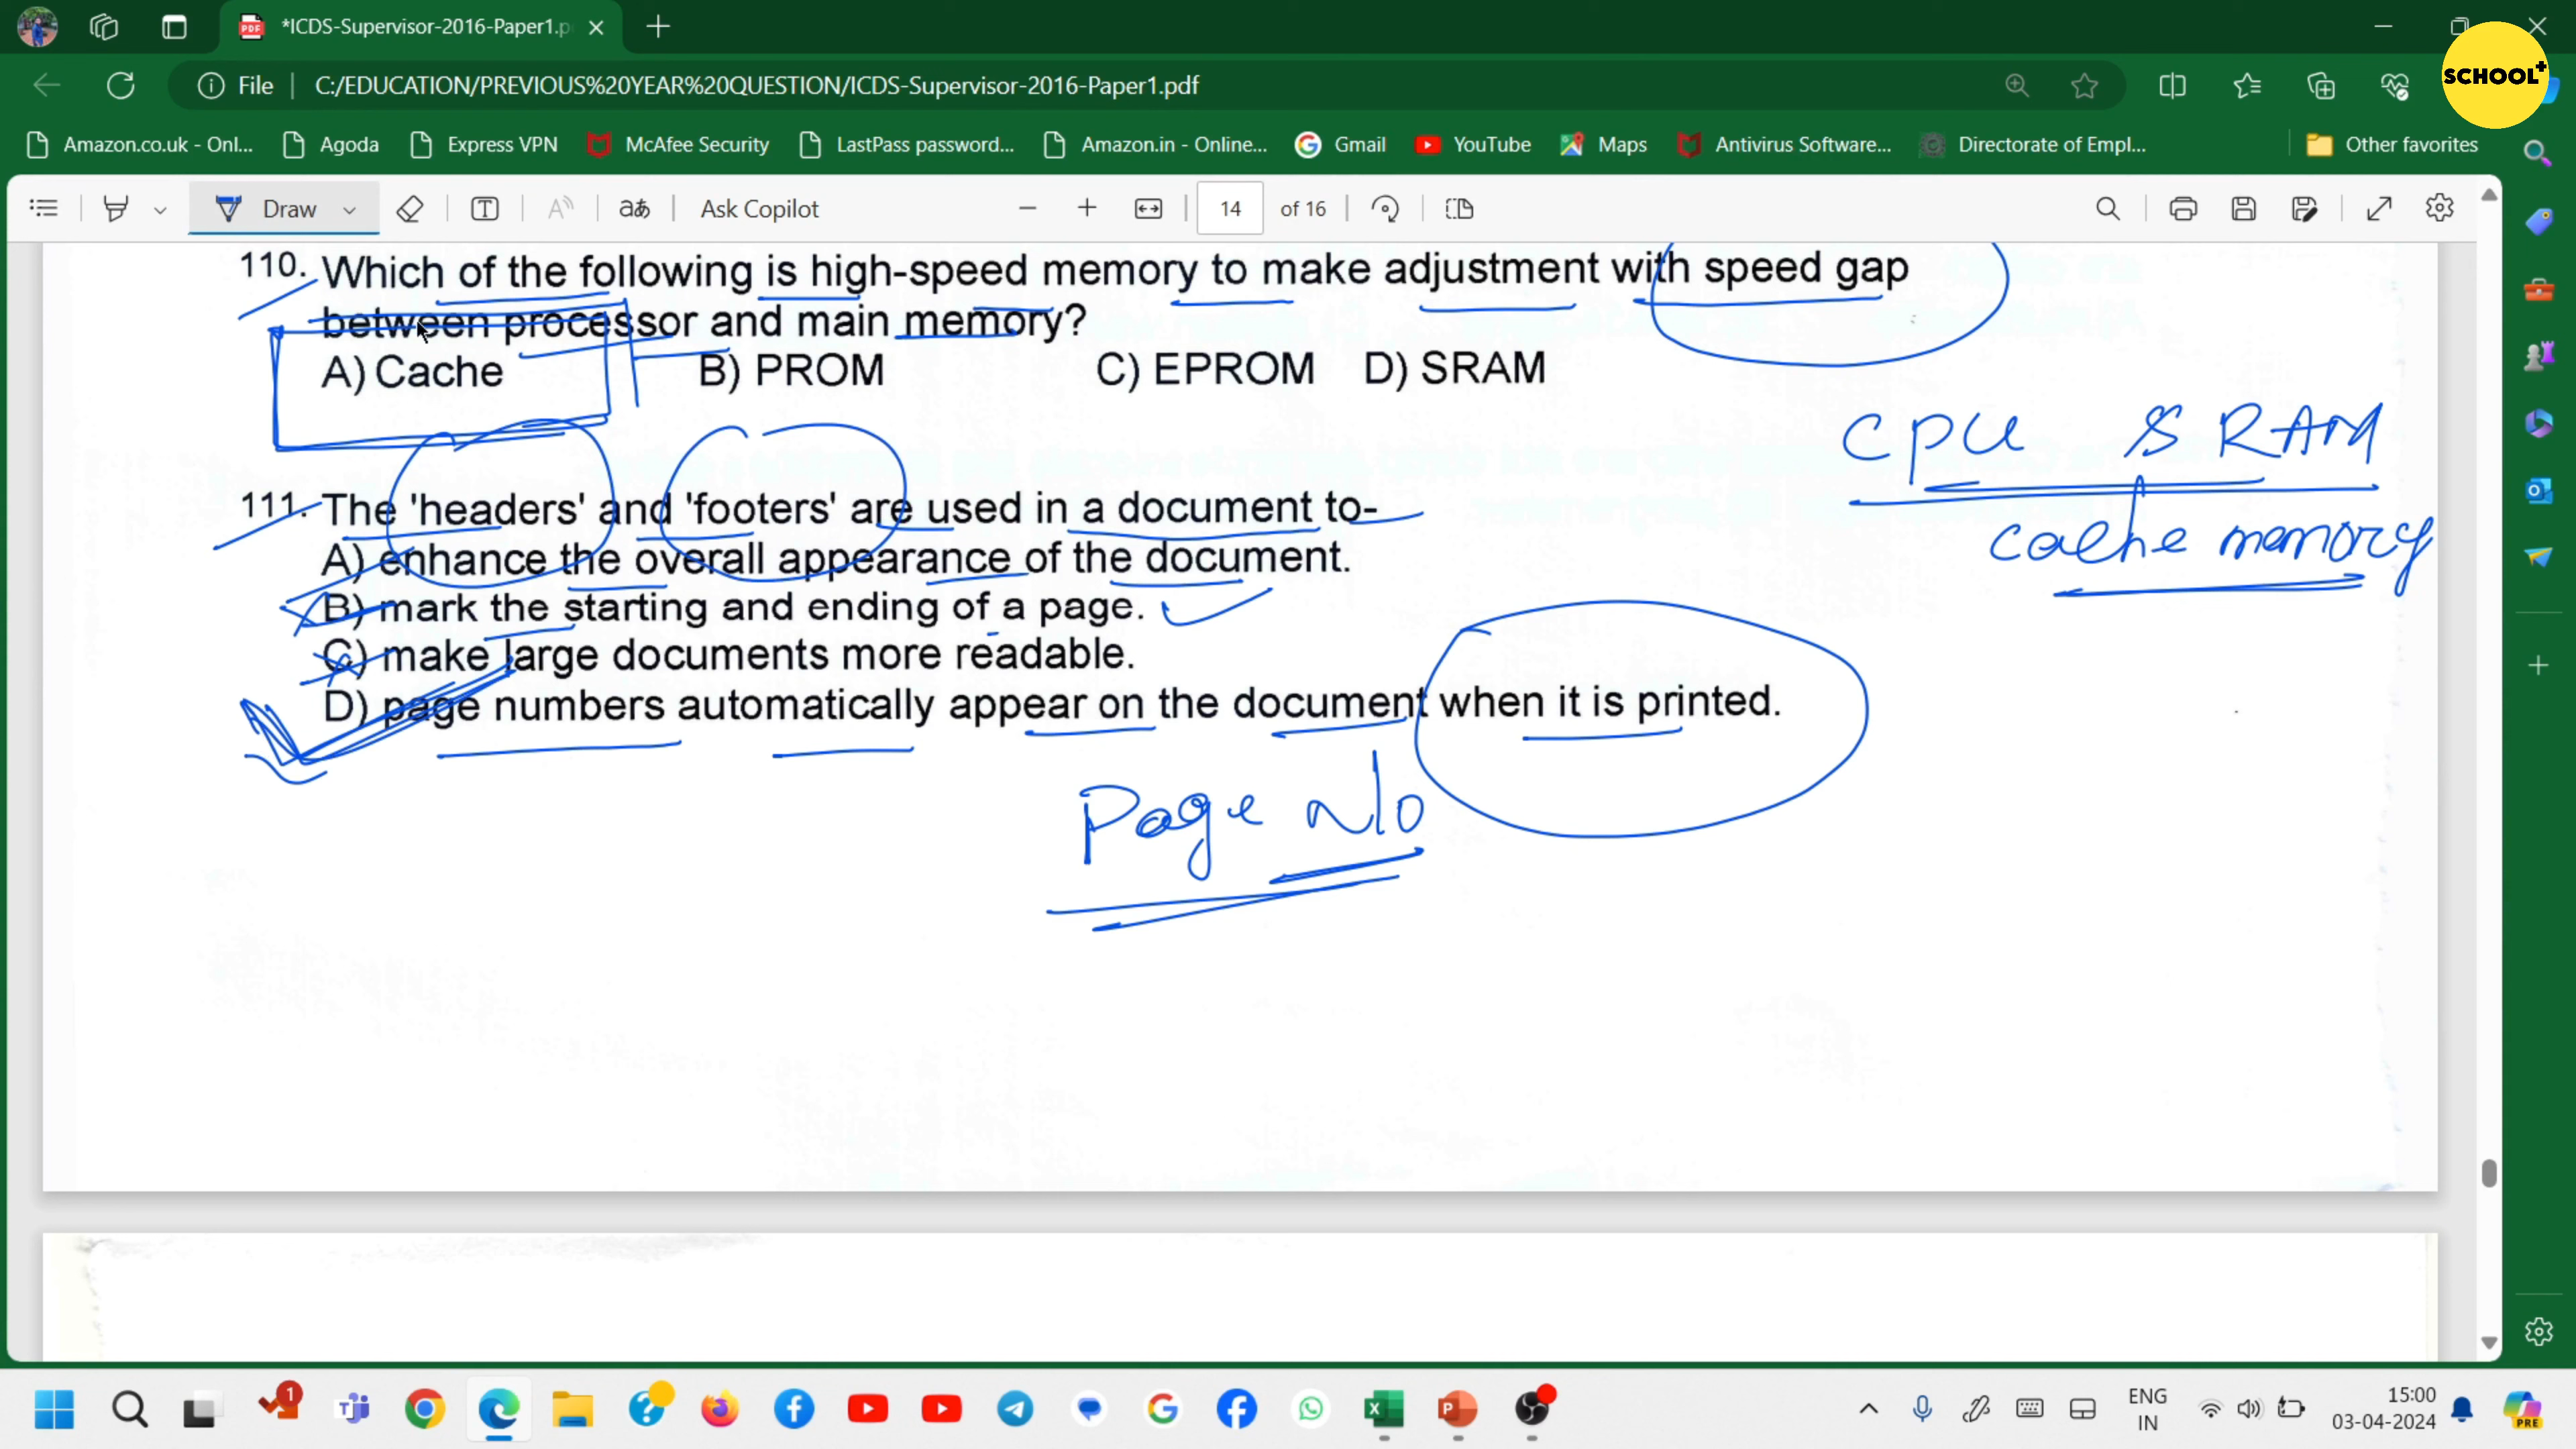 *ICDS-Supervisor-2016-Paper1.p
SCHOOL+
File | C:/EDUCATION/PREVIOUS%20YEAR%20QUESTION/ICDS-Supervisor-2016-Paper1.pdf
Amazon.co.uk - Onl... Agoda Express VPN McAfee Security LastPass password... Amazon.in - Online... Gmail YouTube Maps Antivirus Software... Directorate of Empl... Other favorites
Draw Ask Copilot 14 of 16
110. Which of the following is high-speed memory to make adjustment with speed gap
between processor and main memory?
A) Cache B) PROM C) EPROM D) SRAM
CPU & RAM
cache memory
111. The 'headers' and 'footers' are used in a document to-
A) enhance the overall appearance of the document.
B) mark the starting and ending of a page.
C) make large documents more readable.
D) page numbers automatically appear on the document when it is printed.
Page No
1
ENG
IN
15:00
03-04-2024
PRE